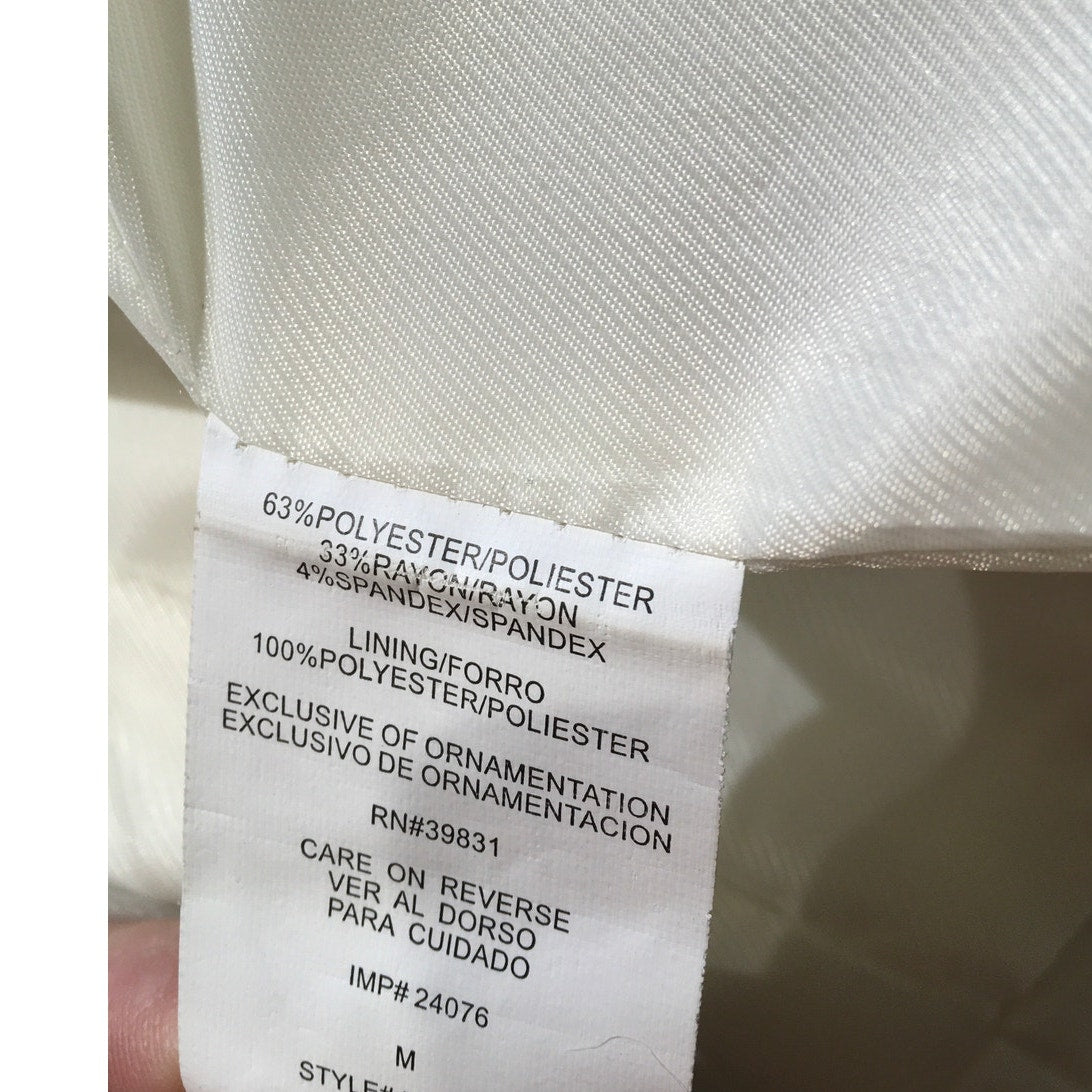 63%POLYESTER/POLIESTER
33%RAYON/RAYON
4%SPANDEX/SPANDEX
LINING/FORRO
100%POLYESTER/POLIESTER
EXCLUSIVE OF ORNAMENTATION
EXCLUSIVO DE ORNAMENTACION
RN#39831
CARE ON REVERSE
VER AL DORSO
PARA CUIDADO
IMP# 24076
M
STYLE#